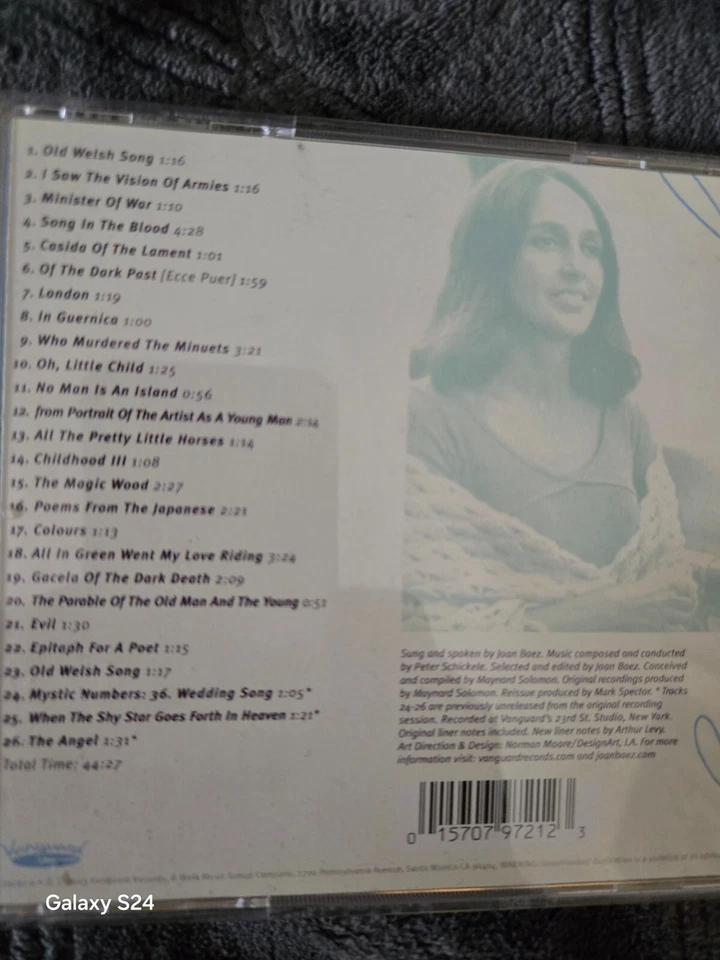 1. Old Welsh Song 1:16
2. I Saw The Vision Of Armies 1:16
3. Minister Of War 1:10
4. Song In The Blood 4:28
5. Casida Of The Lament 1:01
6. Of The Dark Past [Ecce Puer] 1:59
7. London 1:19
8. In Guernica 1:00
9. Who Murdered The Minuets 3:21
10. Oh, Little Child 1:25
11. No Man Is An Island 0:56
12. from Portrait Of The Artist As A Young Man 2:14
13. All The Pretty Little Horses 1:14
14. Childhood III 1:08
15. The Magic Wood 2:27
16. Poems From The Japanese 2:21
17. Colours 1:13
18. All In Green Went My Love Riding 3:24
19. Gacela Of The Dark Death 2:09
20. The Parable Of The Old Man And The Young 0:51
21. Evil 1:30
22. Epitaph For A Poet 1:15
23. Old Welsh Song 1:17
24. Mystic Numbers: 36. Wedding Song 1:05*
25. When The Shy Star Goes Forth In Heaven 1:21*
26. The Angel 1:31*
Total Time: 44:27
Sung and spoken by Joan Baez. Music composed and conducted
by Peter Schickele. Selected and edited by Joan Baez. Conceived
and compiled by Maynard Solomon. Original recordings produced
by Maynard Solomon. Reissue produced by Mark Spector. * Tracks
24-26 are previously unreleased from the original recording
session. Recorded at Vanguard's 23rd St. Studio, New York.
Original liner notes included. New liner notes by Arthur Levy.
Art Direction & Design: Norman Moore/DesignArt, LA. For more
information visit: vanguardrecords.com and joanbaez.com
0 15707 97212 3
Vanguard
Galaxy S24